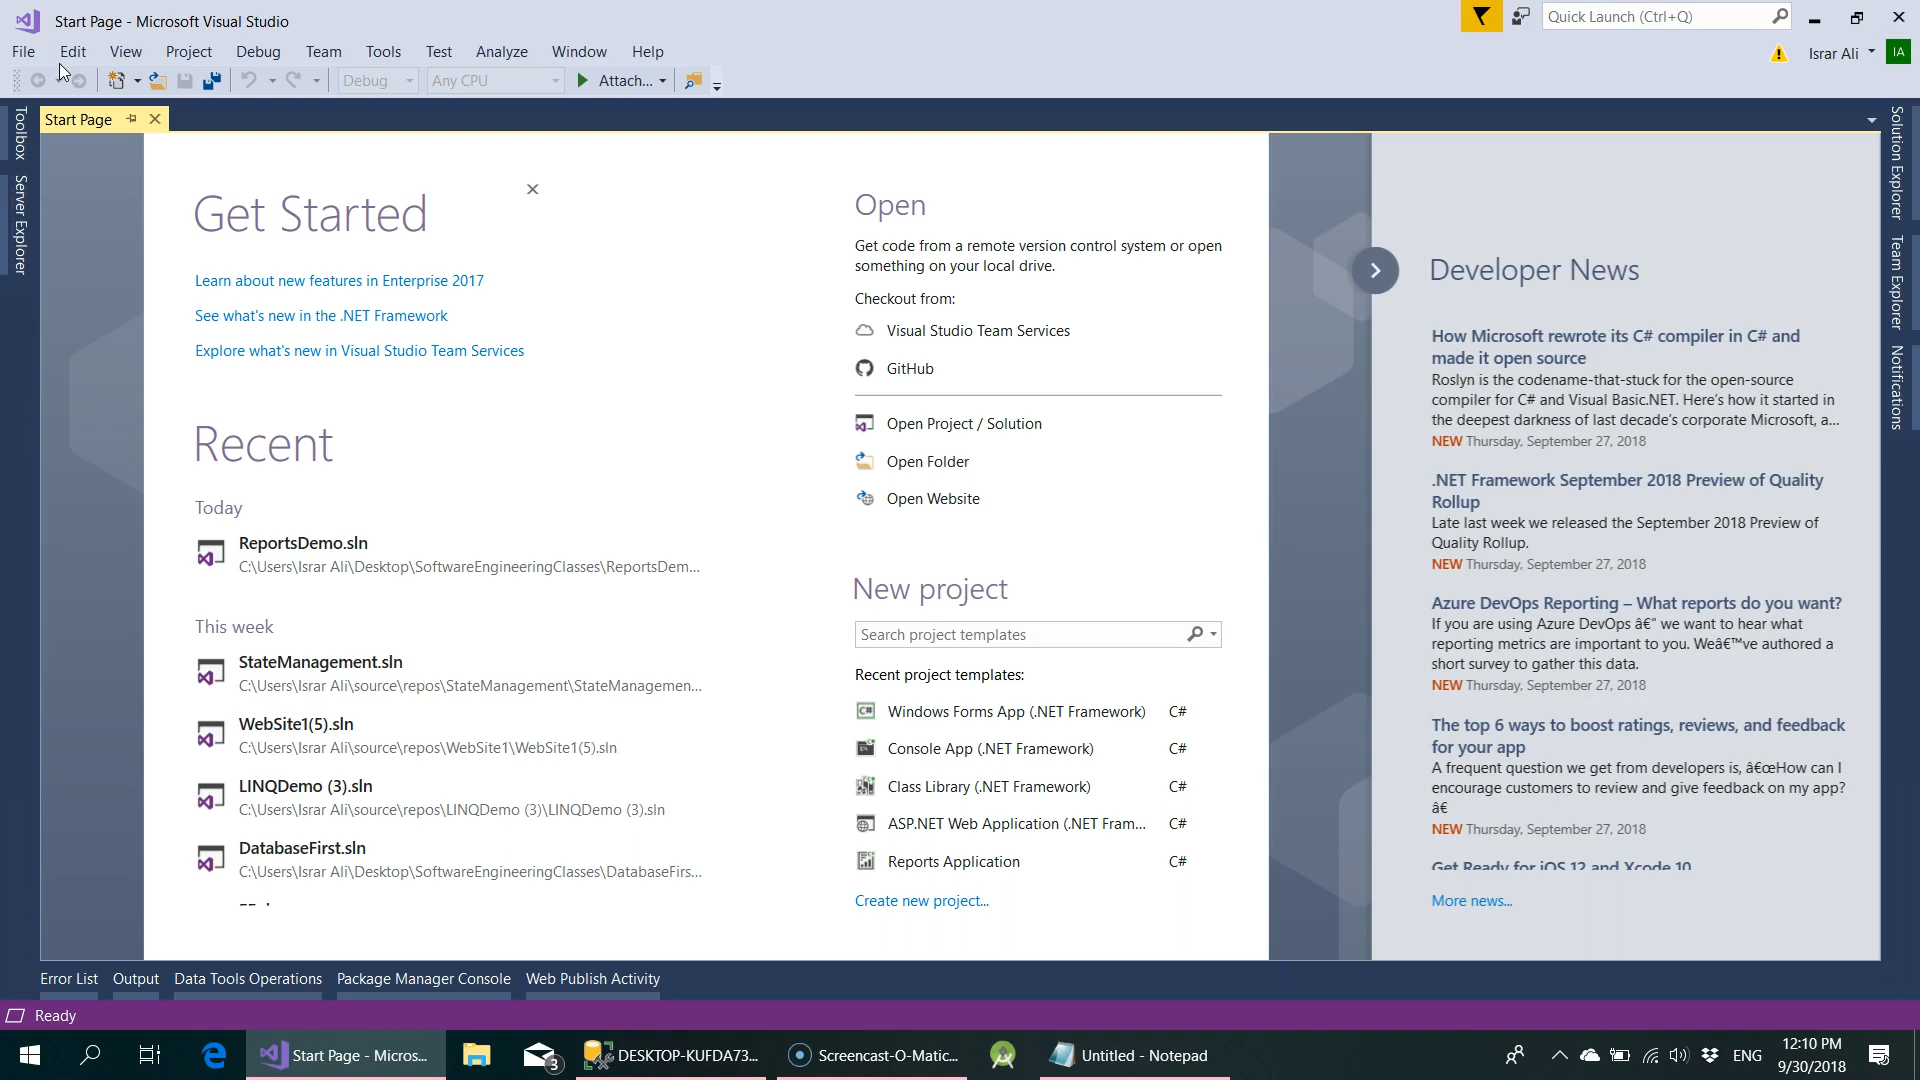 Start Page - Microsoft Visual Studio
Quick Launch (Ctrl+Q)
File Edit View Project Debug Team Tools Test Analyze Window Help
Israr Ali IA
Debug Any CPU Attach...
Toolbox
Server Explorer
Start Page
Solution Explorer
Team Explorer
Notifications
Get Started
Learn about new features in Enterprise 2017
See what's new in the .NET Framework
Explore what's new in Visual Studio Team Services
Recent
Today
ReportsDemo.sln
C:\Users\Israr Ali\Desktop\SoftwareEngineeringClasses\ReportsDem...
This week
StateManagement.sln
C:\Users\Israr Ali\source\repos\StateManagement\StateManagemen...
WebSite1(5).sln
C:\Users\Israr Ali\source\repos\WebSite1\WebSite1(5).sln
LINQDemo (3).sln
C:\Users\Israr Ali\source\repos\LINQDemo (3)\LINQDemo (3).sln
DatabaseFirst.sln
C:\Users\Israr Ali\Desktop\SoftwareEngineeringClasses\DatabaseFirs...
Open
Get code from a remote version control system or open
something on your local drive.
Checkout from:
Visual Studio Team Services
GitHub
Open Project / Solution
Open Folder
Open Website
New project
Search project templates
Recent project templates:
Windows Forms App (.NET Framework) C#
Console App (.NET Framework) C#
Class Library (.NET Framework) C#
ASP.NET Web Application (.NET Fram... C#
Reports Application C#
Create new project...
Developer News
How Microsoft rewrote its C# compiler in C# and
made it open source
Roslyn is the codename-that-stuck for the open-source
compiler for C# and Visual Basic.NET. Here's how it started in
the deepest darkness of last decade's corporate Microsoft, a...
NEW Thursday, September 27, 2018
.NET Framework September 2018 Preview of Quality
Rollup
Late last week we released the September 2018 Preview of
Quality Rollup.
NEW Thursday, September 27, 2018
Azure DevOps Reporting – What reports do you want?
If you are using Azure DevOps â€“ we want to hear what
reporting metrics are important to you. Weâ€™ve authored a
short survey to gather this data.
NEW Thursday, September 27, 2018
The top 6 ways to boost ratings, reviews, and feedback
for your app
A frequent question we get from developers is, â€œHow can I
encourage customers to review and give feedback on my app?
â€
NEW Thursday, September 27, 2018
Get Ready for iOS 12 and Xcode 10
More news...
Error List Output Data Tools Operations Package Manager Console Web Publish Activity
Ready
Start Page - Micros... 3 DESKTOP-KUFDA73... Screencast-O-Matic... Untitled - Notepad ENG 12:10 PM
9/30/2018